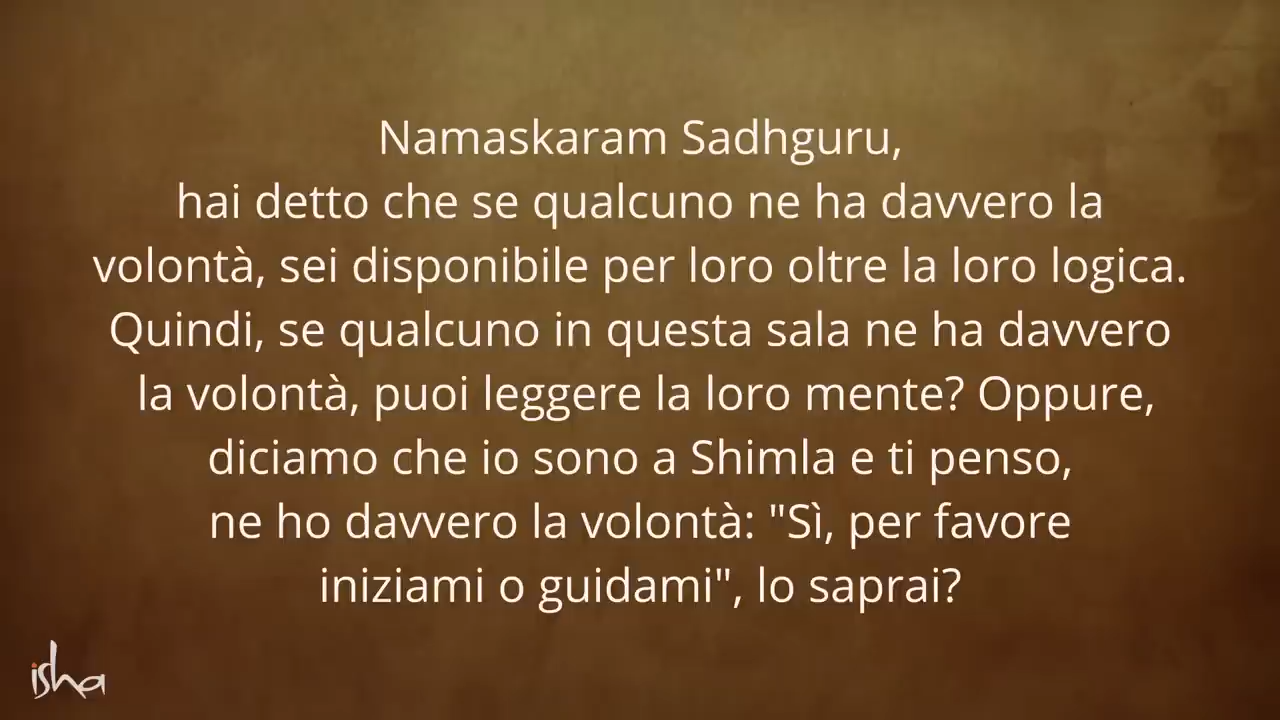 Namaskaram Sadhguru,
hai detto che se qualcuno ne ha davvero la
volontà, sei disponibile per loro oltre la loro logica.
Quindi, se qualcuno in questa sala ne ha davvero
la volontà, puoi leggere la loro mente? Oppure,
diciamo che io sono a Shimla e ti penso,
ne ho davvero la volontà: "Sì, per favore
iniziami o guidami", lo saprai?
isha